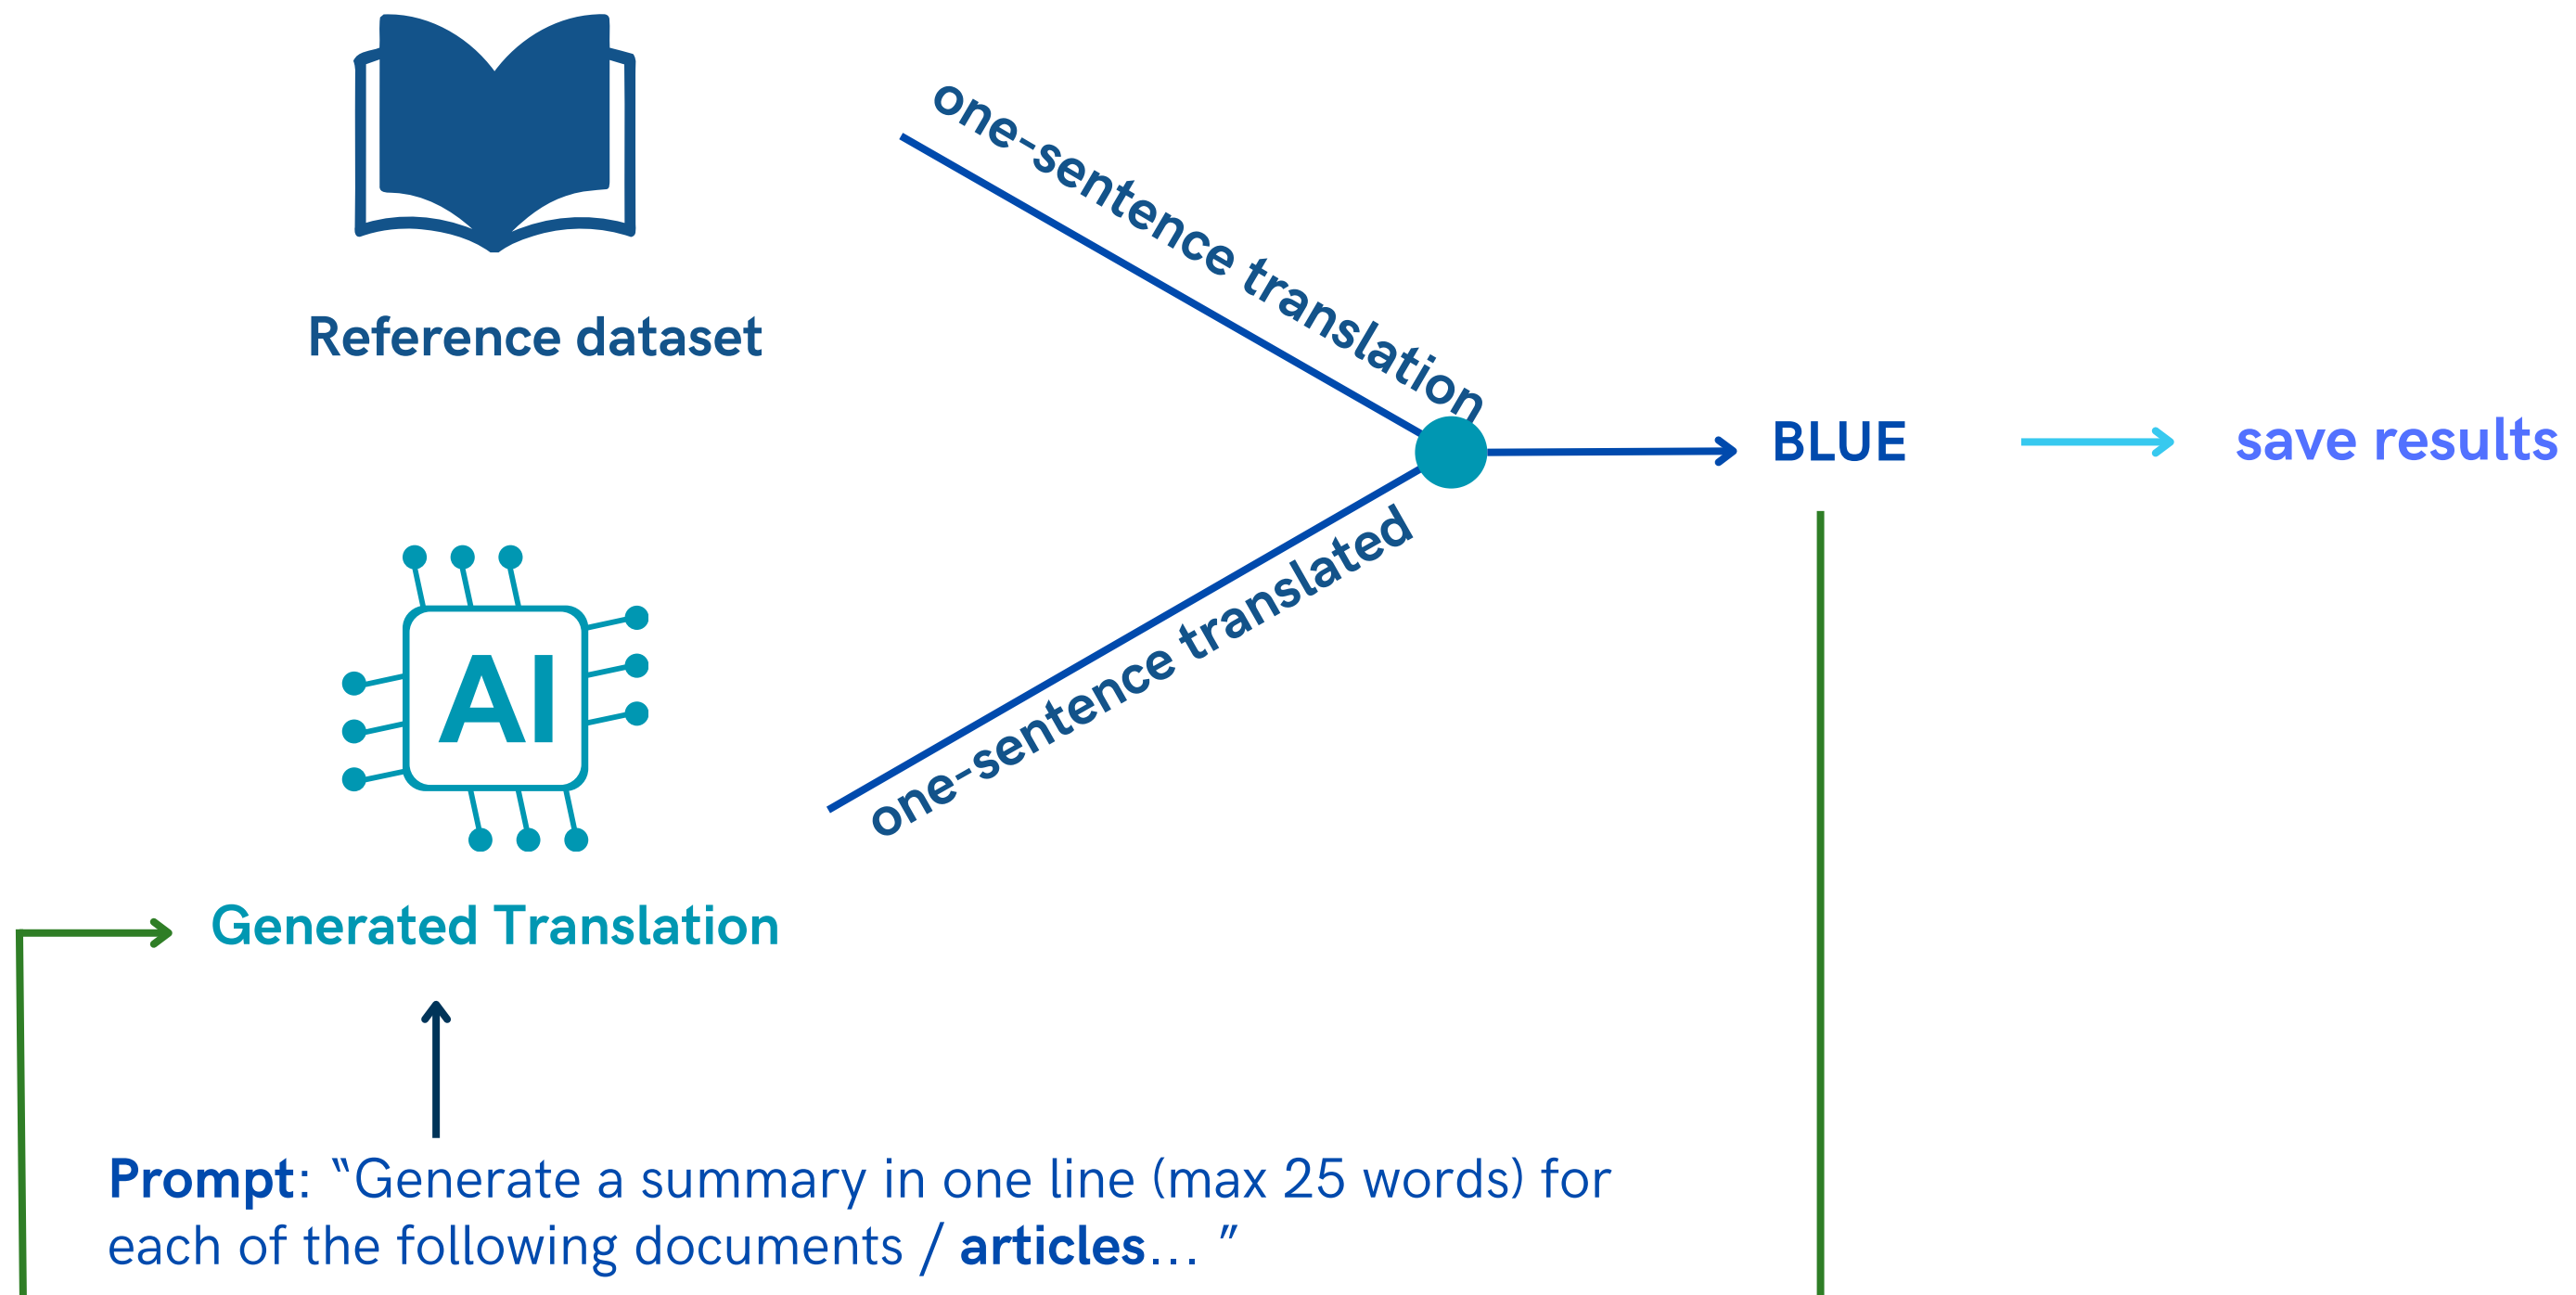 one-sentence translation
Reference dataset
BLUE
save results
one-sentence translated
AI
Generated Translation
Prompt: “Generate a summary in one line (max 25 words) for
each of the following documents / articles... ”